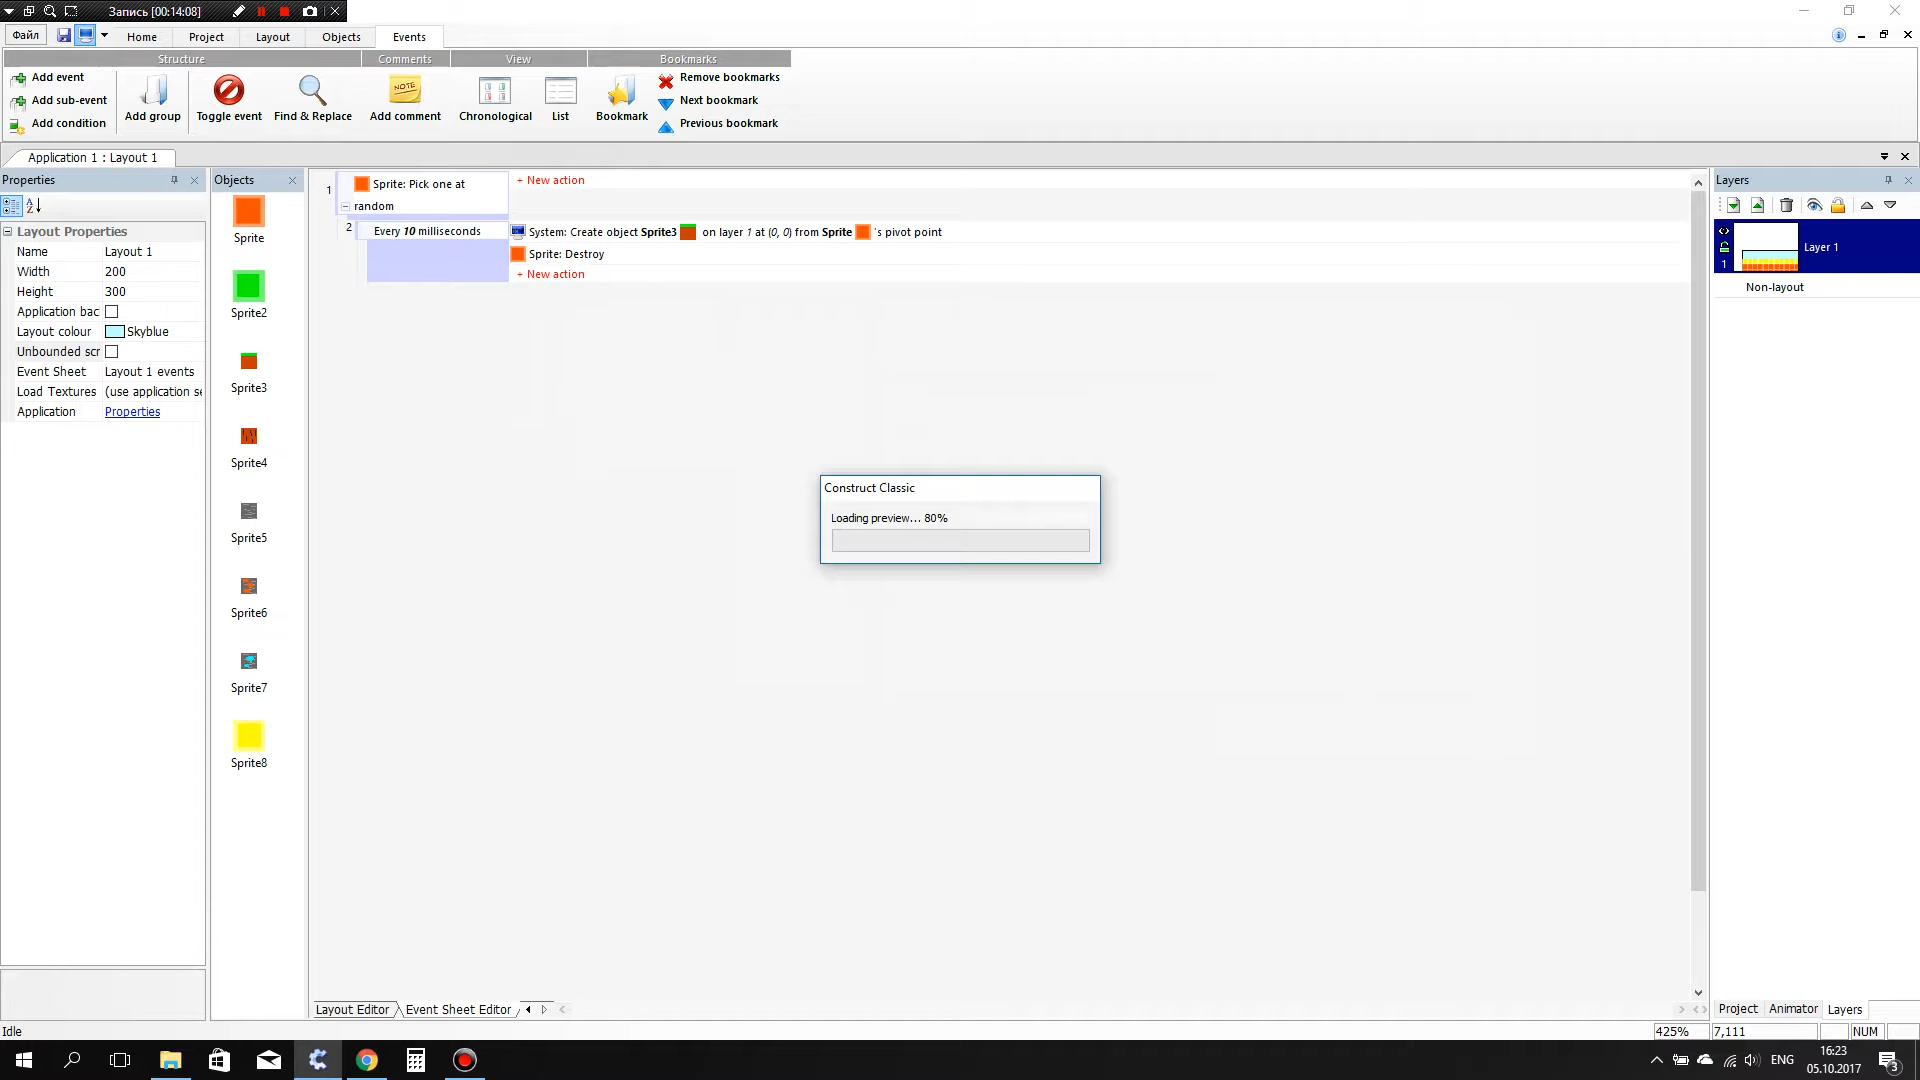 Запись [00:14:08]
Файл
Home
Project
Layout
Objects
Events
Structure
Comments
View
Bookmarks
Add event
Add sub-event
Add condition
Add group
Toggle event
Find & Replace
NOTE
Add comment
Chronological
List
Bookmark
Remove bookmarks
Next bookmark
Previous bookmark
Application 1 : Layout 1
Properties
Layout Properties
Name Layout 1
Width 200
Height 300
Application bac
Layout colour Skyblue
Unbounded scr
Event Sheet Layout 1 events
Load Textures (use application se
Application Properties
Objects
Sprite
Sprite2
Sprite3
Sprite4
Sprite5
Sprite6
Sprite7
Sprite8
1
Sprite: Pick one at
random
+ New action
2
Every 10 milliseconds
System: Create object Sprite3 on layer 1 at (0, 0) from Sprite 's pivot point
Sprite: Destroy
+ New action
Construct Classic
Loading preview... 80%
Layers
Layer 1
1
Non-layout
Layout Editor
Event Sheet Editor
Project
Animator
Layers
Idle
425%
7,111
NUM
ENG
16:23
05.10.2017
3